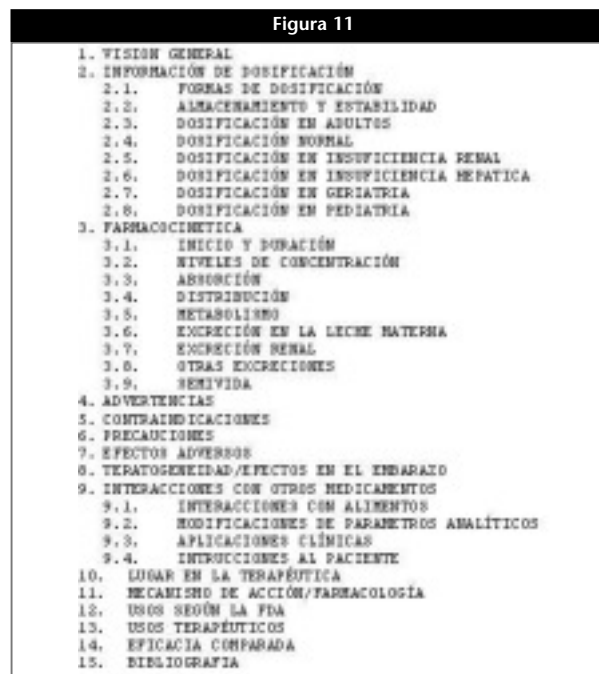 Figura 11
1. VISION GENERAL
2. INFORMACIÓN DE DOSIFICACIÓN
2.1. FORMAS DE DOSIFICACIÓN
2.2. ALMACENAMIENTO Y ESTABILIDAD
2.3. DOSIFICACIÓN EN ADULTOS
2.4. DOSIFICACIÓN NORMAL
2.5. DOSIFICACIÓN EN INSUFICIENCIA RENAL
2.6. DOSIFICACIÓN EN INSUFICIENCIA HEPATICA
2.7. DOSIFICACIÓN EN GERIATRIA
2.8. DOSIFICACIÓN EN PEDIATRIA
3. FARMACOCINETICA
3.1. INICIO Y DURACIÓN
3.2. NIVELES DE CONCENTRACIÓN
3.3. ABSORCIÓN
3.4. DISTRIBUCIÓN
3.5. METABOLISMO
3.6. EXCRECIÓN EN LA LECHE MATERNA
3.7. EXCRECIÓN RENAL
3.8. OTRAS EXCRECIONES
3.9. SEMIVIDA
4. ADVERTENCIAS
5. CONTRAINDICACIONES
6. PRECAUCIONES
7. EFECTOS ADVERSOS
8. TERATOGENEIDAD/EFECTOS EN EL EMBARAZO
9. INTERACCIONES CON OTROS MEDICAMENTOS
9.1. INTERACCIONES CON ALIMENTOS
9.2. MODIFICACIONES DE PARAMETROS ANALÍTICOS
9.3. APLICACIONES CLÍNICAS
9.4. INTRUCCIONES AL PACIENTE
10. LUGAR EN LA TERAPÉUTICA
11. MECANISMO DE ACCIÓN/FARMACOLOGÍA
12. USOS SEGÚN LA FDA
13. USOS TERAPÉUTICOS
14. EFICACIA COMPARADA
15. BIBLIOGRAFIA